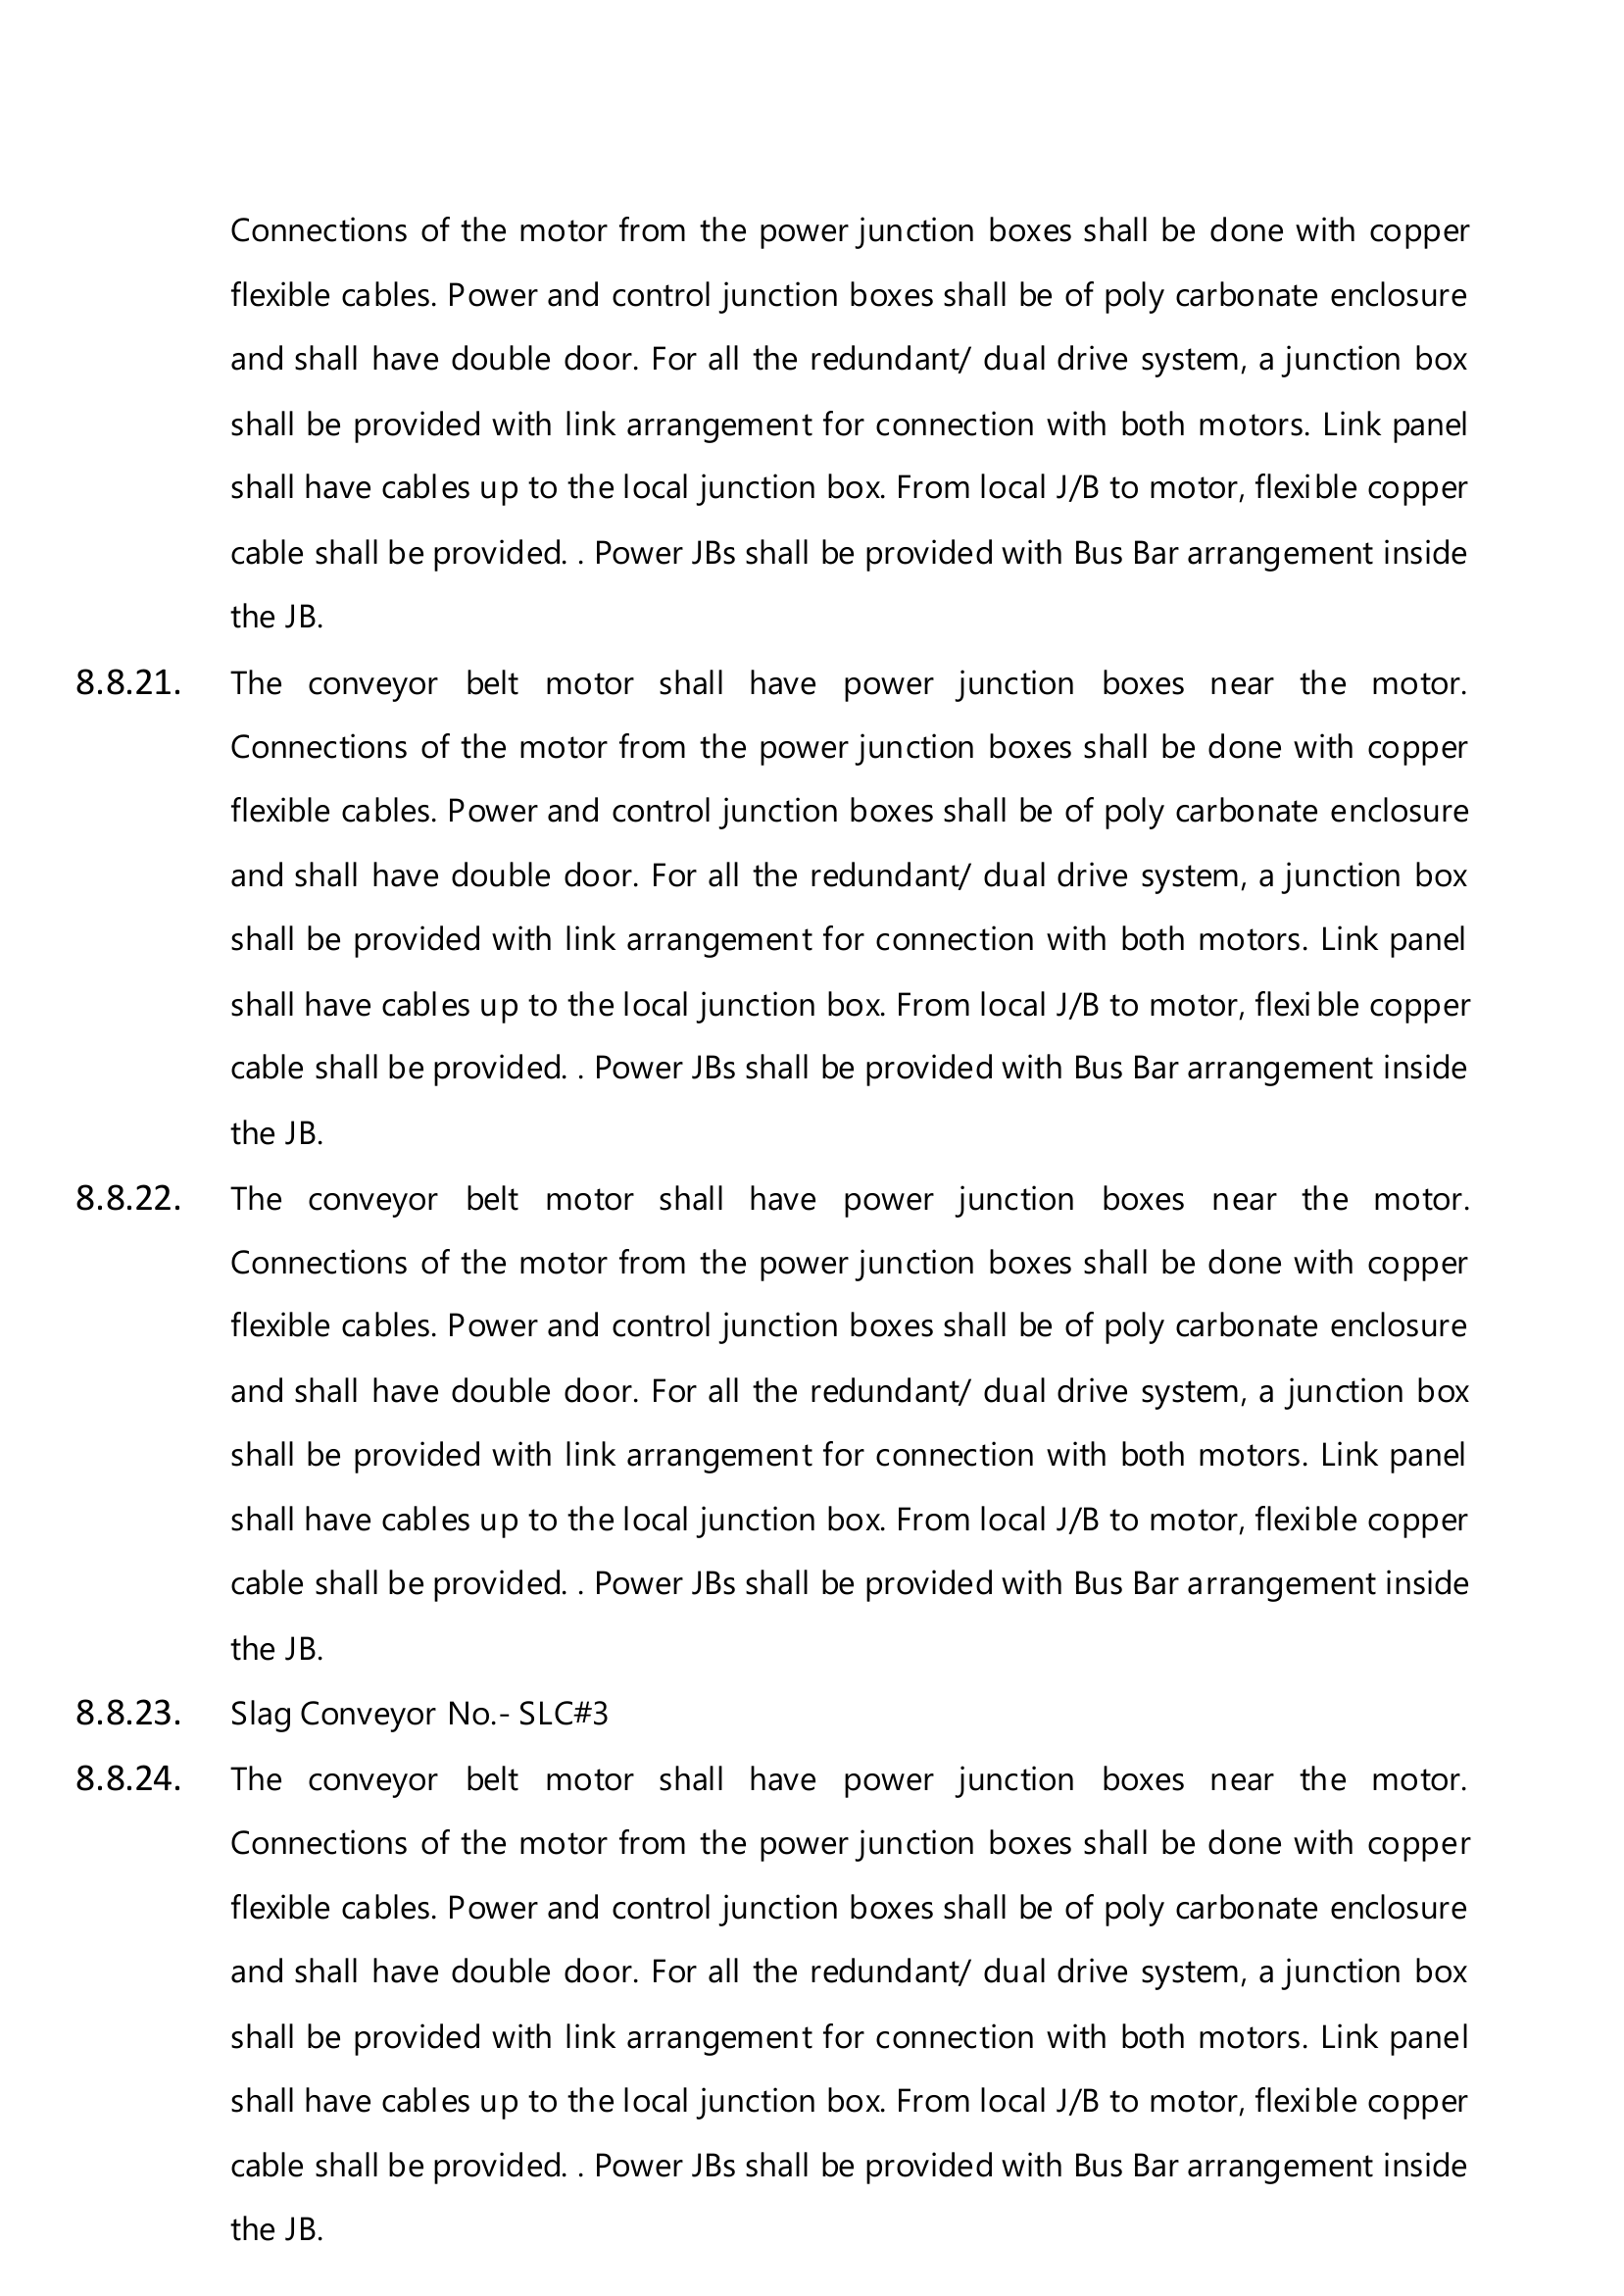 Connections of the motor from the power junction boxes shall be done with copper
flexible cables. Power and control junction boxes shall be of poly carbonate enclosure
and shall have double door. For all the redundant/ dual drive system, a junction box
shall be provided with link arrangement for connection with both motors. Link panel
shall have cables up to the local junction box. From local J/B to motor, flexible copper
cable shall be provided. . Power JBs shall be provided with Bus Bar arrangement inside
the JB.
8.8.21. The conveyor belt motor shall have power junction boxes near the motor.
Connections of the motor from the power junction boxes shall be done with copper
flexible cables. Power and control junction boxes shall be of poly carbonate enclosure
and shall have double door. For all the redundant/ dual drive system, a junction box
shall be provided with link arrangement for connection with both motors. Link panel
shall have cables up to the local junction box. From local J/B to motor, flexible copper
cable shall be provided. . Power JBs shall be provided with Bus Bar arrangement inside
the JB.
8.8.22. The conveyor belt motor shall have power junction boxes near the motor.
Connections of the motor from the power junction boxes shall be done with copper
flexible cables. Power and control junction boxes shall be of poly carbonate enclosure
and shall have double door. For all the redundant/ dual drive system, a junction box
shall be provided with link arrangement for connection with both motors. Link panel
shall have cables up to the local junction box. From local J/B to motor, flexible copper
cable shall be provided. . Power JBs shall be provided with Bus Bar arrangement inside
the JB.
8.8.23. Slag Conveyor No.- SLC#3
8.8.24. The conveyor belt motor shall have power junction boxes near the motor.
Connections of the motor from the power junction boxes shall be done with copper
flexible cables. Power and control junction boxes shall be of poly carbonate enclosure
and shall have double door. For all the redundant/ dual drive system, a junction box
shall be provided with link arrangement for connection with both motors. Link panel
shall have cables up to the local junction box. From local J/B to motor, flexible copper
cable shall be provided. . Power JBs shall be provided with Bus Bar arrangement inside
the JB.